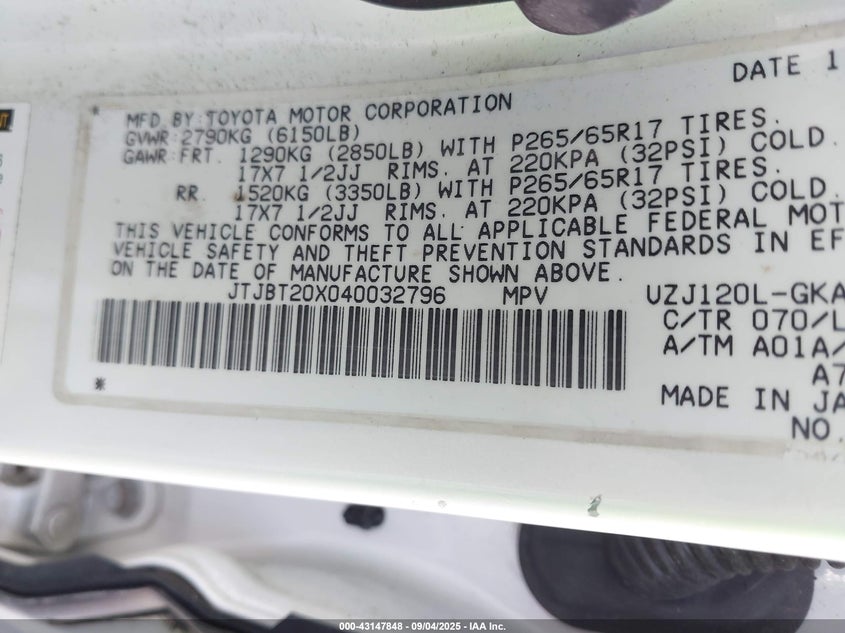 DATE 1
MFD. BY: TOYOTA MOTOR CORPORATION
GVWR: 2790KG (6150LB)
GAWR: FRT. 1290KG (2850LB) WITH P265/65R17 TIRES.
17X7 1/2JJ RIMS. AT 220KPA (32PSI) COLD.
RR. 1520KG (3350LB) WITH P265/65R17 TIRES.
17X7 1/2JJ RIMS. AT 220KPA (32PSI) COLD.
THIS VEHICLE CONFORMS TO ALL APPLICABLE FEDERAL MOT
VEHICLE SAFETY AND THEFT PREVENTION STANDARDS IN EF
ON THE DATE OF MANUFACTURE SHOWN ABOVE.
JTJBT20X040032796 MPV UZJ120L-GKA
C/TR 070/L
A/TM A01A/
A7
MADE IN JA
NO.
000-43147848 - 09/04/2025 - IAA Inc.